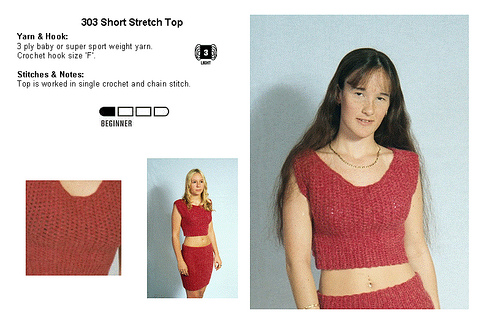 303 Short Stretch Top
Yarn & Hook:
3 ply baby or super sport weight yarn.
Crochet hook size "F".
3
LIGHT
Stitches & Notes:
Top is worked in single crochet and chain stitch.
BEGINNER